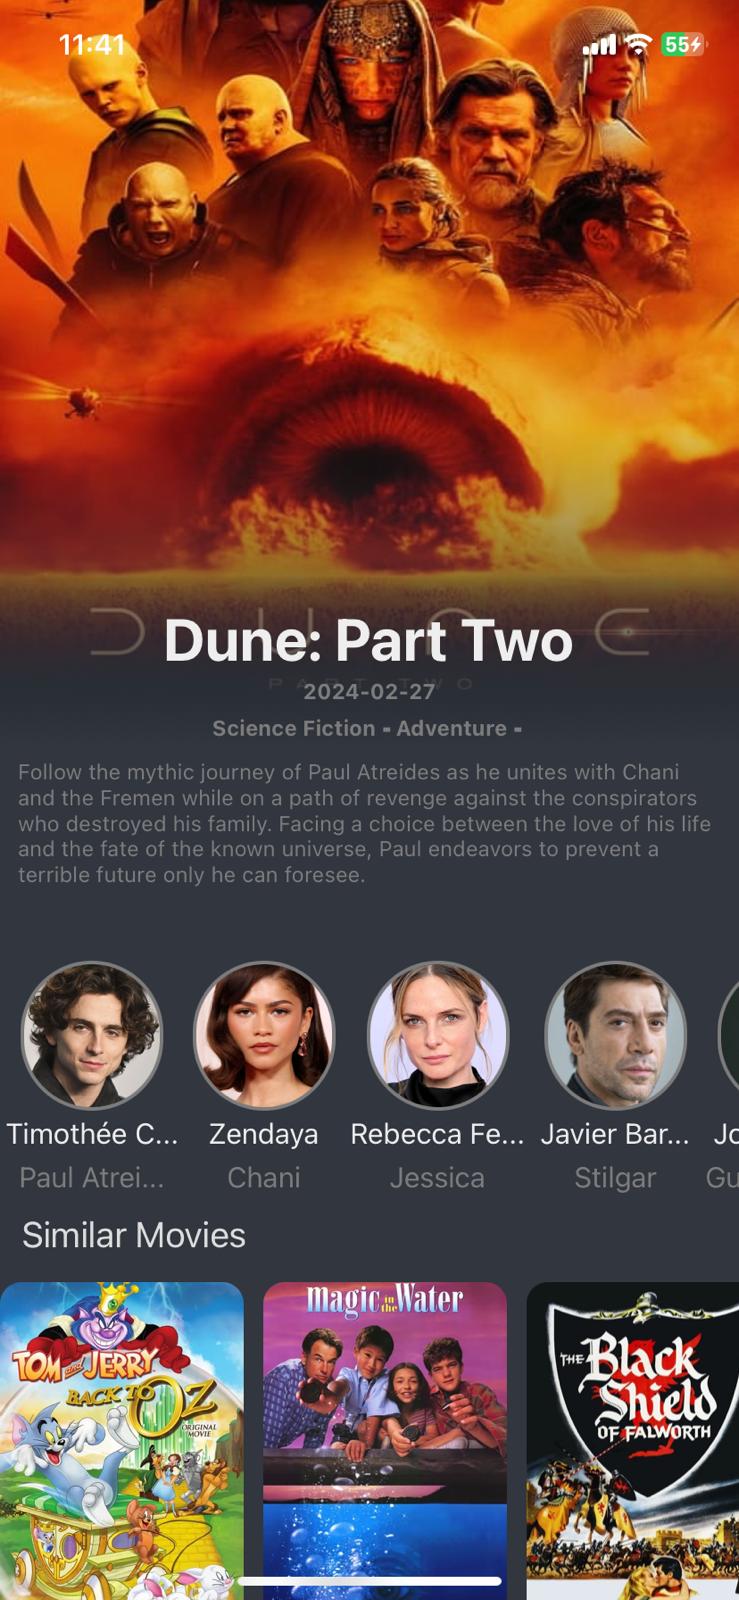 11:41
55
D U N E
Dune: Part Two
PART TWO
2024-02-27
Science Fiction - Adventure -
Follow the mythic journey of Paul Atreides as he unites with Chani
and the Fremen while on a path of revenge against the conspirators
who destroyed his family. Facing a choice between the love of his life
and the fate of the known universe, Paul endeavors to prevent a
terrible future only he can foresee.
Timothée C... Zendaya Rebecca Fe... Javier Bar... Jo
Paul Atrei... Chani Jessica Stilgar Gu
Similar Movies
TOM and JERRY
BACK TO OZ
ORIGINAL
MOVIE
Magic in the Water
THE Black
Shield
OF FALWORTH